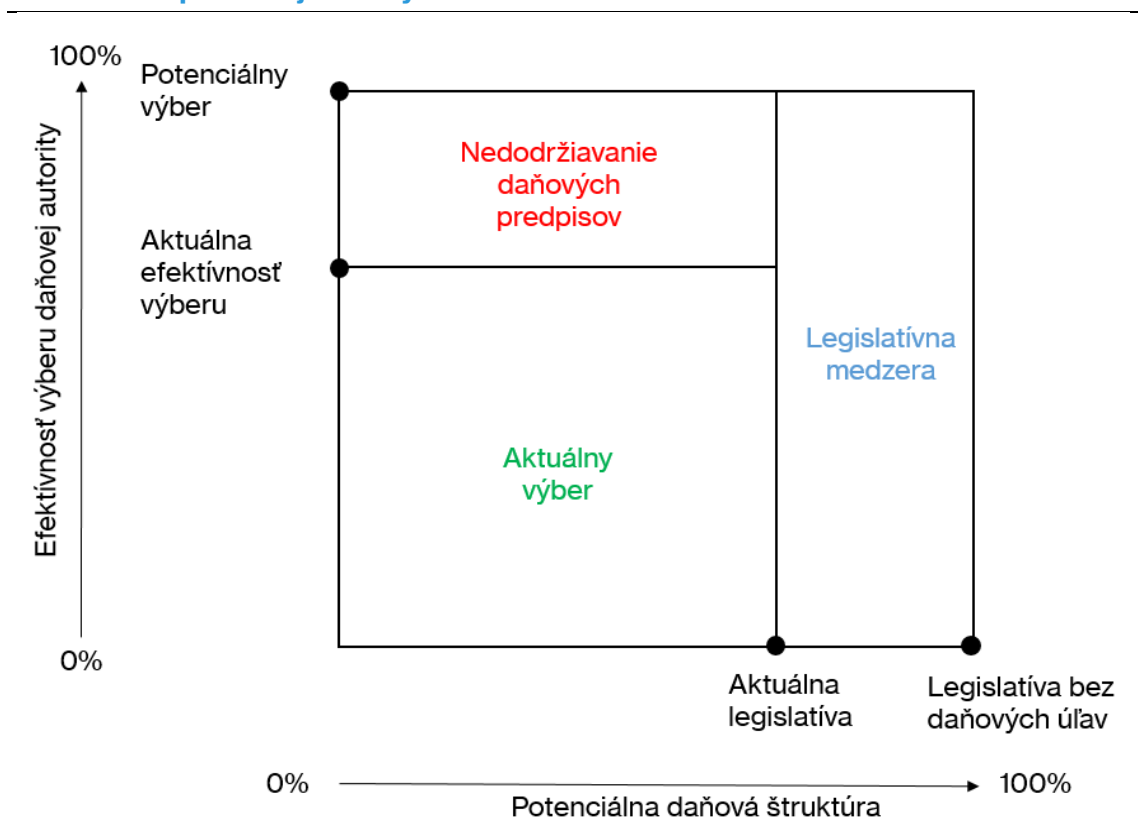 100%
Potenciálny
výber
Nedodržiavanie
daňových
predpisov
Efektívnosť výberu daňovej autority
Aktuálna
efektívnosť
výberu
Legislatívna
medzera
Aktuálny
výber
0%
Aktuálna
legislatíva
Legislatíva bez
daňových úľav
0%
100%
Potenciálna daňová štruktúra